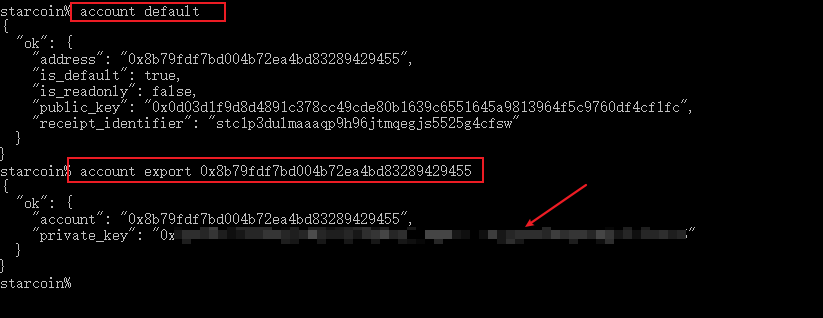 starcoin% account default
{
  "ok": {
    "address": "0x8b79fdf7bd004b72ea4bd83289429455",
    "is_default": true,
    "is_readonly": false,
    "public_key": "0x0d03d1f9d8d4891c378cc49cde80b1639c6551645a9813964f5c9760df4cf1fc",
    "receipt_identifier": "stc1p3du1maaaqp9h96jtmqegjs5525g4cfsw"
  }
}
starcoin% account export 0x8b79fdf7bd004b72ea4bd83289429455
{
  "ok": {
    "account": "0x8b79fdf7bd004b72ea4bd83289429455",
    "private_key": "0x
  }
}
starcoin%